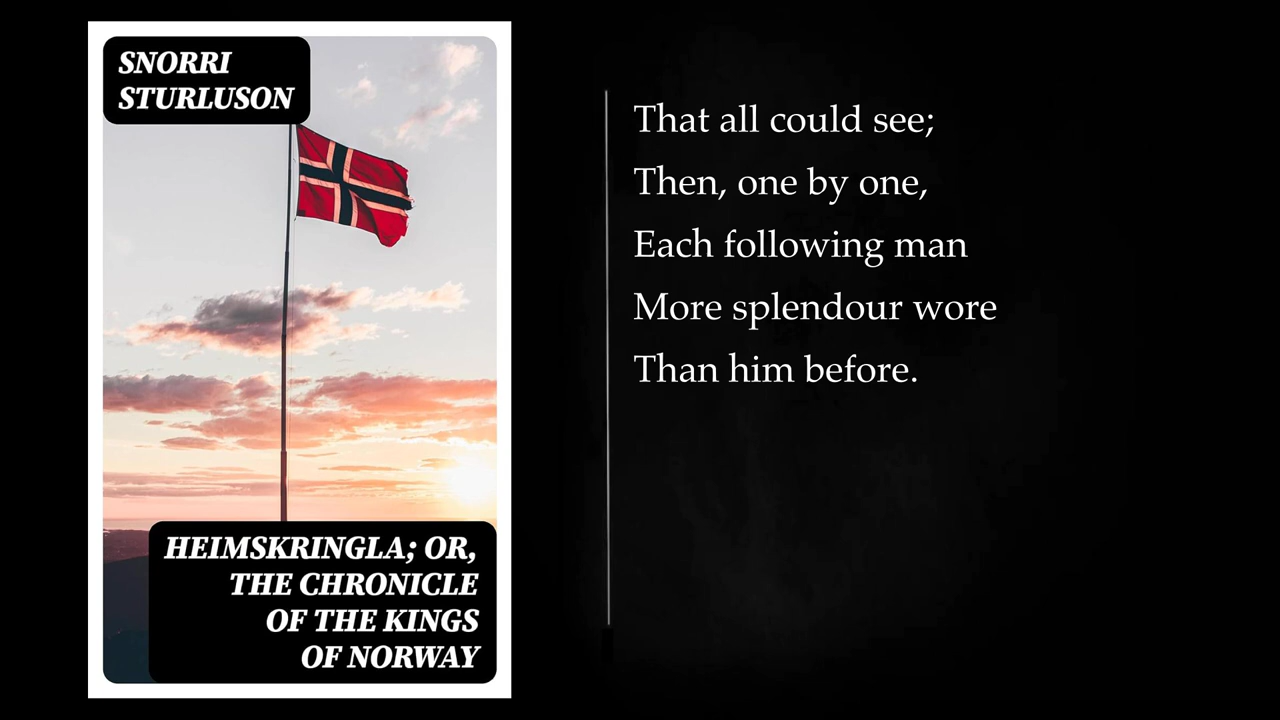 SNORRI
STURLUSON
HEIMSKRINGLA; OR,
THE CHRONICLE
OF THE KINGS
OF NORWAY
That all could see;
Then, one by one,
Each following man
More splendour wore
Than him before.